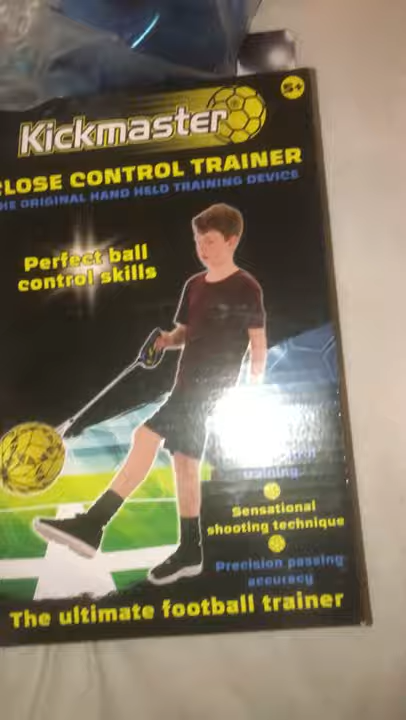 5+
Kickmaster
CLOSE CONTROL TRAINER
THE ORIGINAL HAND HELD TRAINING DEVICE
Perfect ball
control skills
training
Sensational
shooting technique
Precision passing
accuracy
The ultimate football trainer